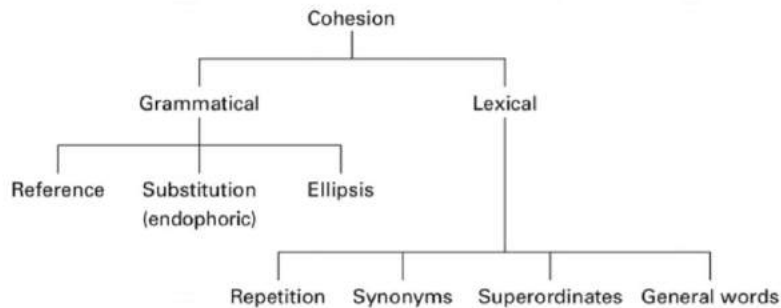 Cohesion
Grammatical Lexical
Reference Substitution Ellipsis
(endophoric)
Repetition Synonyms Superordinates General words